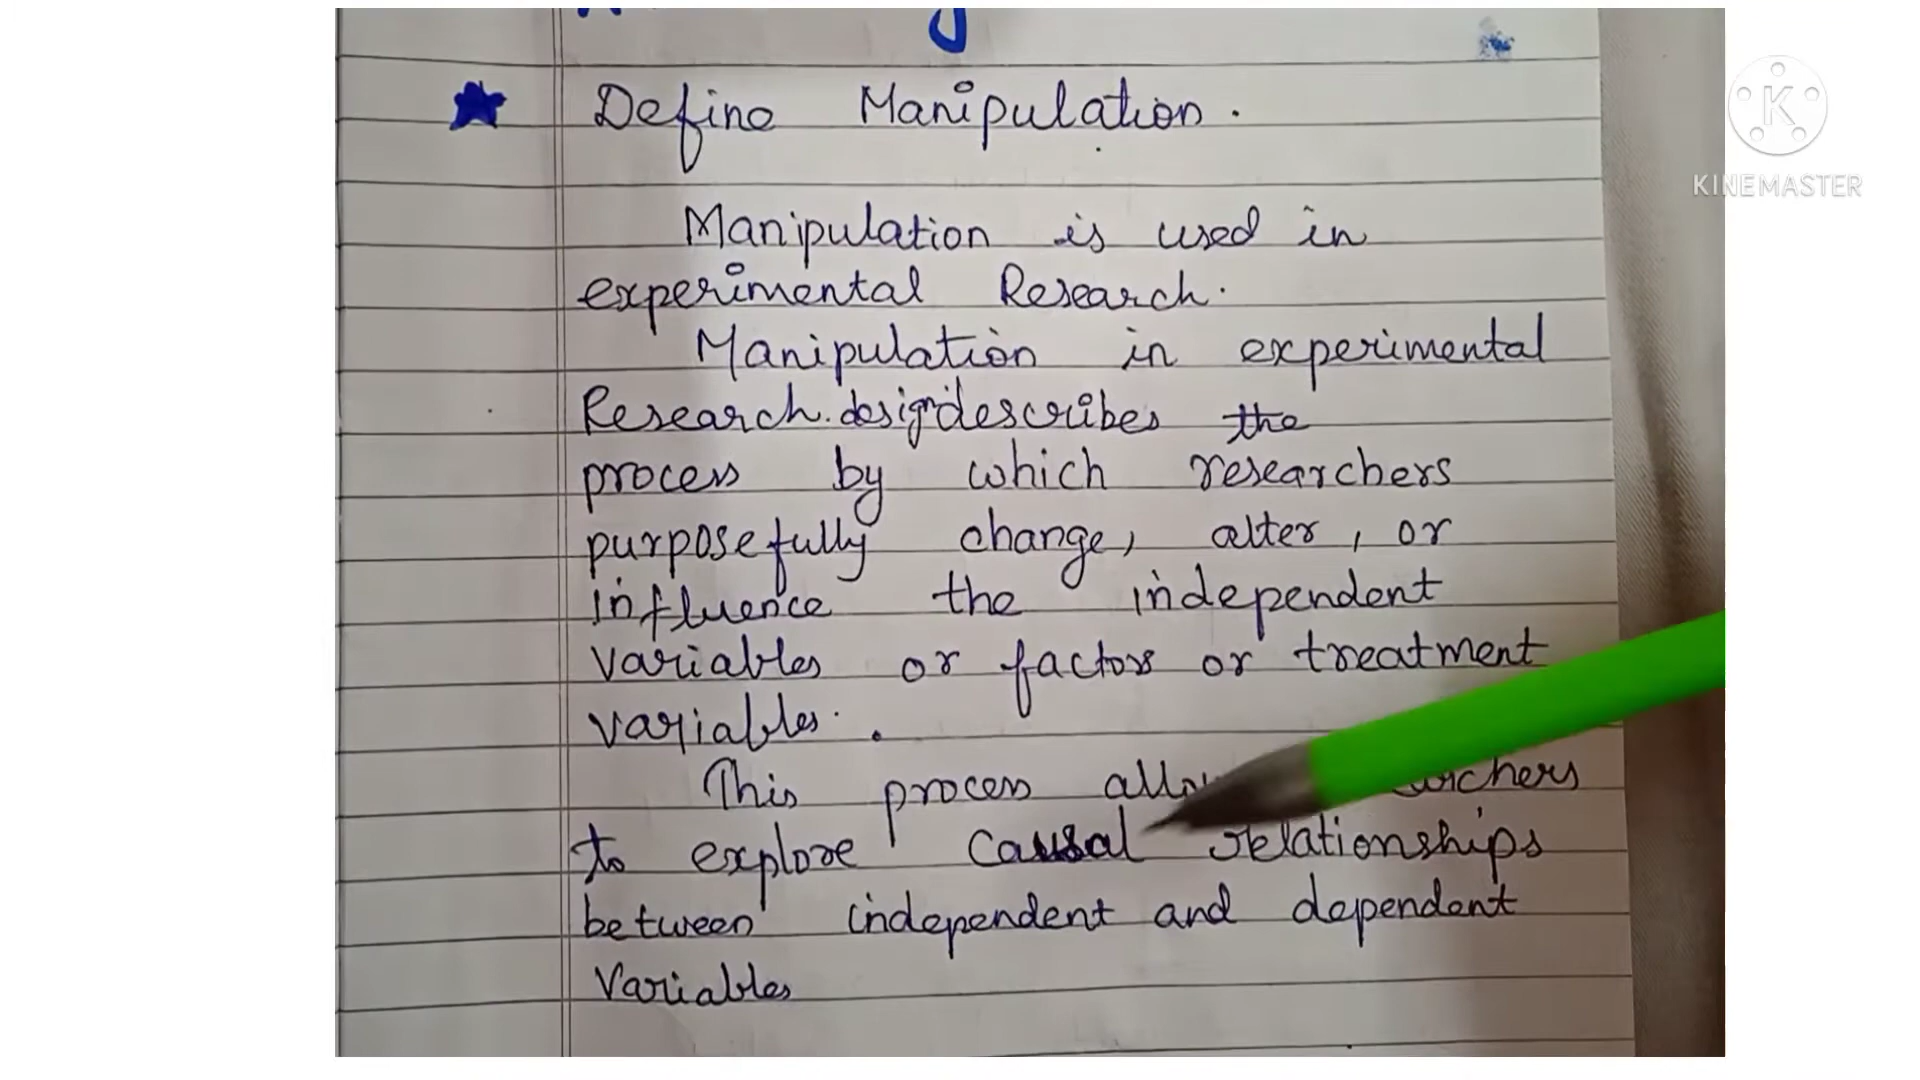 Define Manipulation.
Manipulation is used in
experimental Research.
Manipulation in experimental
Research design describes the
process by which researchers
purposefully change, alter, or
influence the independent
variables or factors or treatment
variables.
This process
to explore causal relationships
between independent and dependent
Variables
K
KINEMASTER